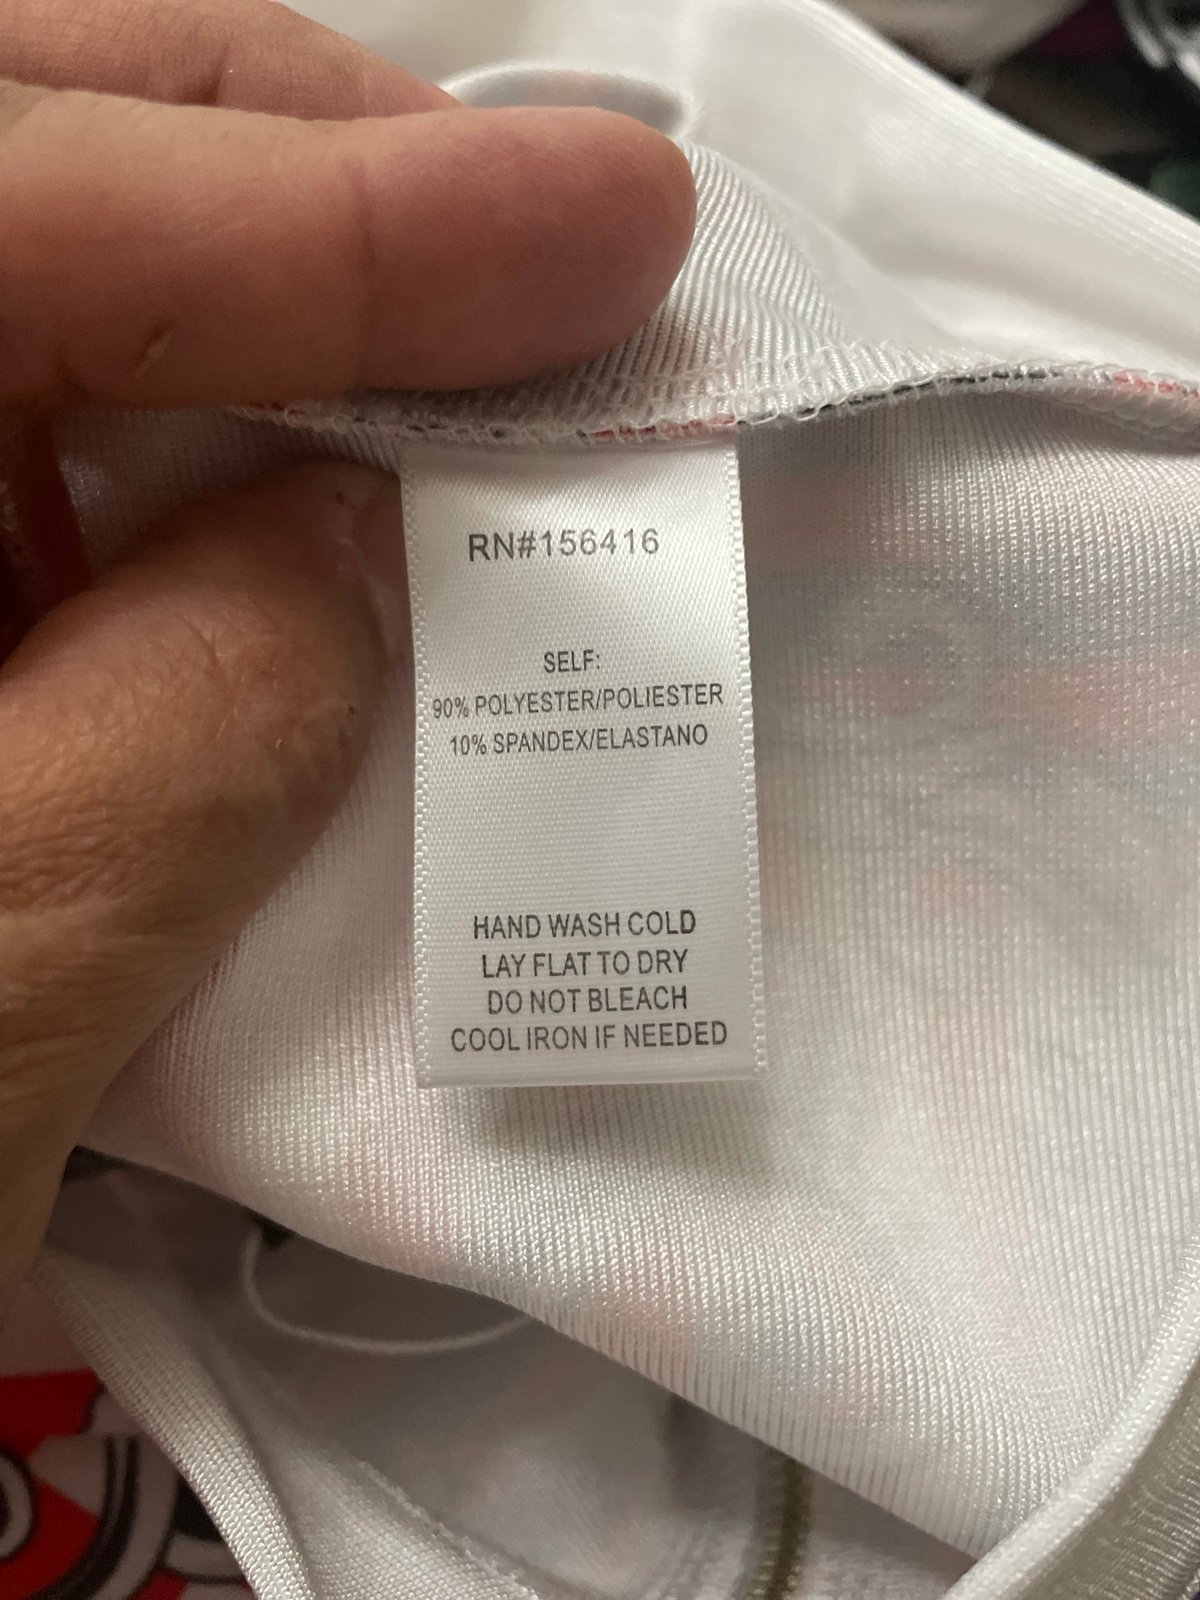 RN#156416
SELF:
90% POLYESTER/POLIESTER
10% SPANDEX/ELASTANO
HAND WASH COLD
LAY FLAT TO DRY
DO NOT BLEACH
COOL IRON IF NEEDED